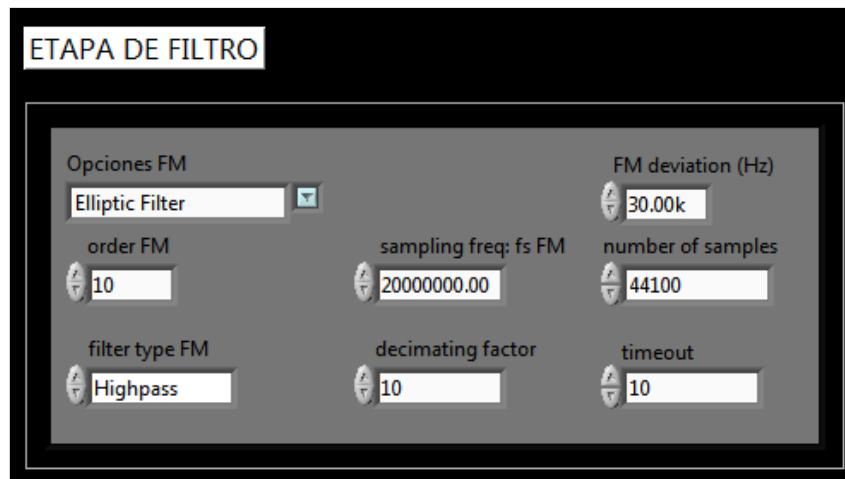 ETAPA DE FILTRO
Opciones FM
Elliptic Filter
FM deviation (Hz)
30.00k
order FM
10
sampling freq: fs FM
20000000.00
number of samples
44100
filter type FM
Highpass
decimating factor
10
timeout
10